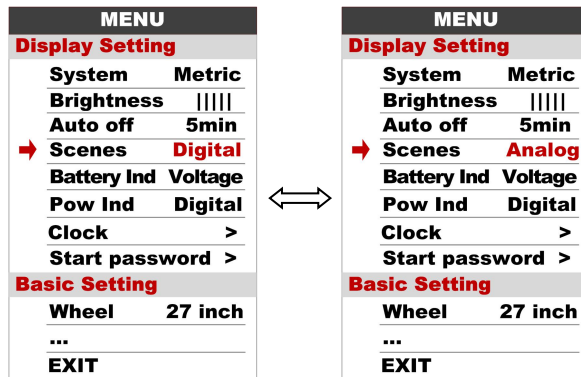 MENU
Display Setting
System Metric
Brightness |||||
Auto off 5min
Scenes Digital
Battery Ind Voltage
Pow Ind Digital
Clock >
Start password >
Basic Setting
Wheel 27 inch
...
EXIT
MENU
Display Setting
System Metric
Brightness |||||
Auto off 5min
Scenes Analog
Battery Ind Voltage
Pow Ind Digital
Clock >
Start password >
Basic Setting
Wheel 27 inch
...
EXIT